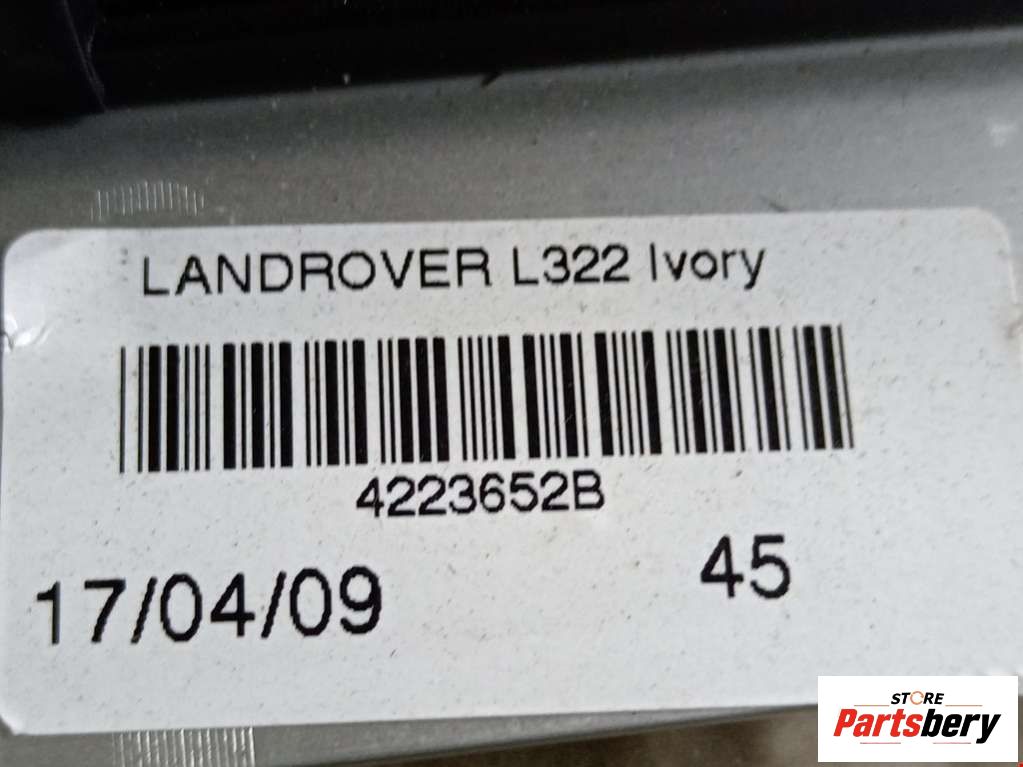 LANDROVER L322 Ivory
4223652B
17/04/09
45
STORE
Partsbery